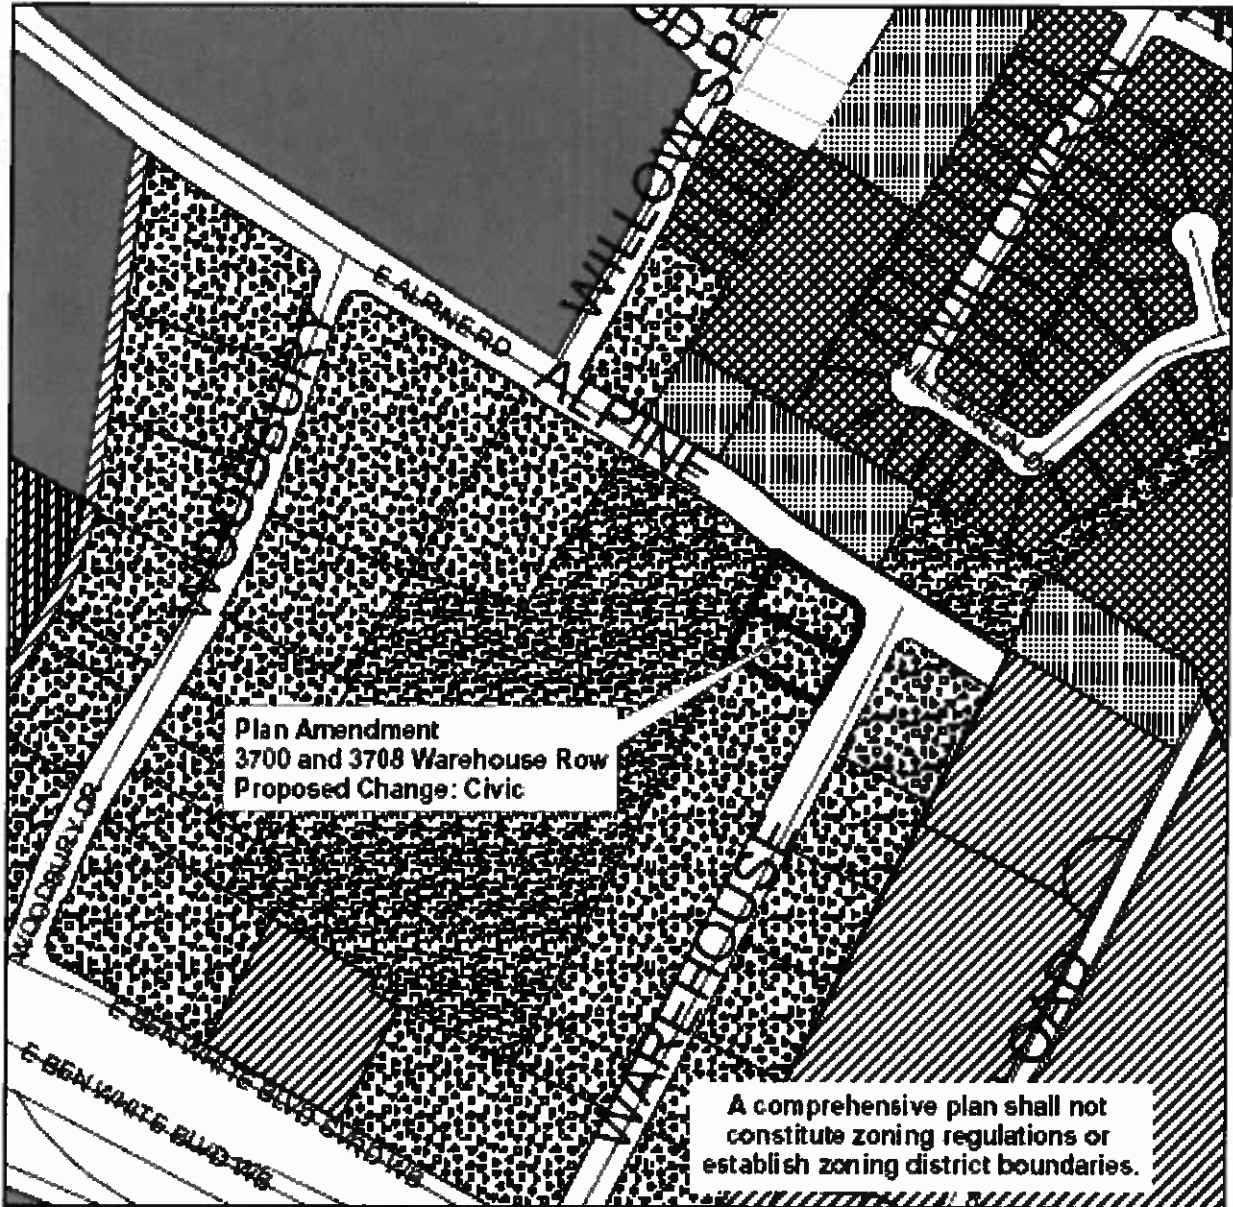 WILLOW SPR
E ALPINE RD
ALPINE
WOODBURY
Plan Amendment
3700 and 3708 Warehouse Row
Proposed Change: Civic
WOODBURY DR
WAREHOUSE
E BEN WHITE BLVD SVRD WB
E BEN WHITE BLVD WB
A comprehensive plan shall not
constitute zoning regulations or
establish zoning district boundaries.